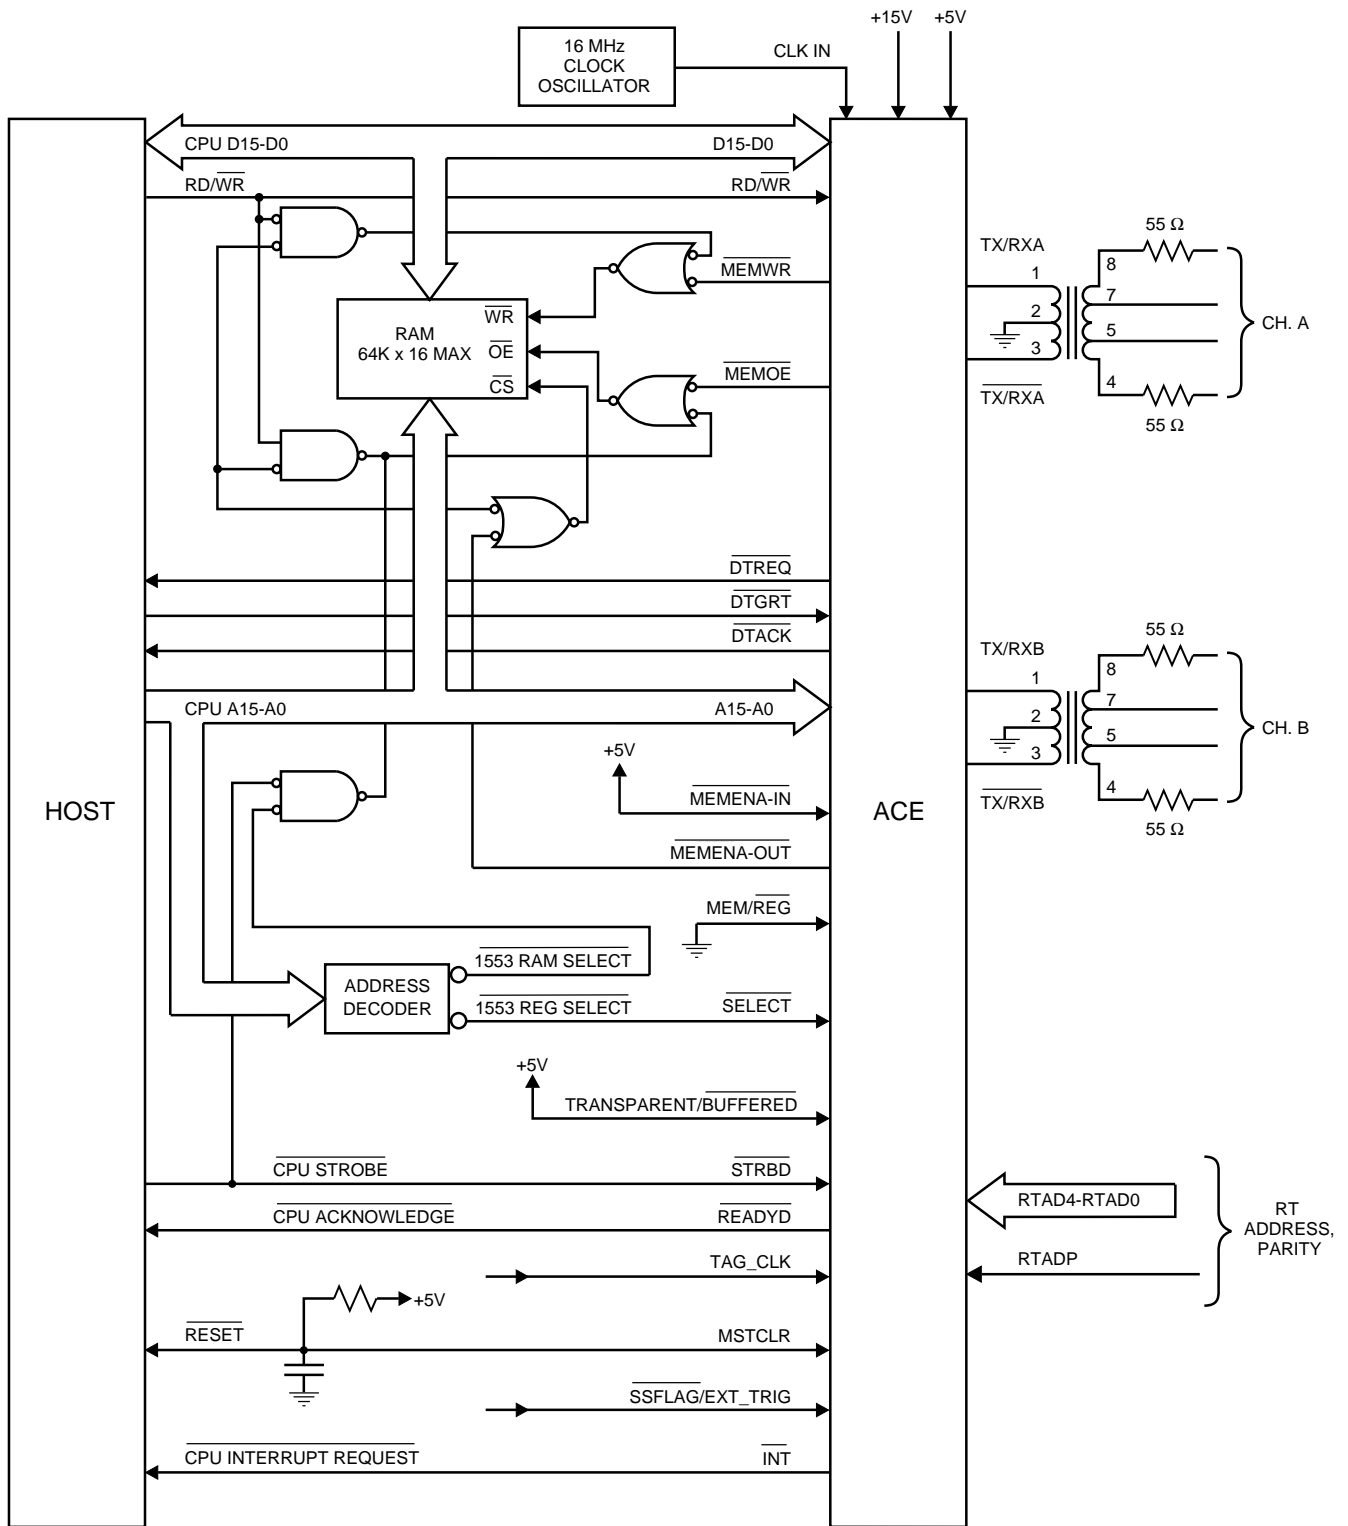 +15V +5V
16 MHz
CLOCK
OSCILLATOR
CLK IN
CPU D15-D0
D15-D0
RD/WR
RD/WR
MEMWR
RAM
64K x 16 MAX
WR
OE
CS
MEMOE
TX/RXA
TX/RXA
1
2
3
8
7
5
4
55 Ω
55 Ω
CH. A
DTREQ
DTGRT
DTACK
CPU A15-A0
A15-A0
TX/RXB
TX/RXB
1
2
3
8
7
5
4
55 Ω
55 Ω
CH. B
HOST
ACE
+5V
MEMENA-IN
MEMENA-OUT
MEM/REG
ADDRESS
DECODER
1553 RAM SELECT
1553 REG SELECT
SELECT
+5V
TRANSPARENT/BUFFERED
CPU STROBE
STRBD
CPU ACKNOWLEDGE
READYD
RTAD4-RTAD0
RTADP
RT
ADDRESS,
PARITY
TAG_CLK
+5V
RESET
MSTCLR
SSFLAG/EXT_TRIG
CPU INTERRUPT REQUEST
INT